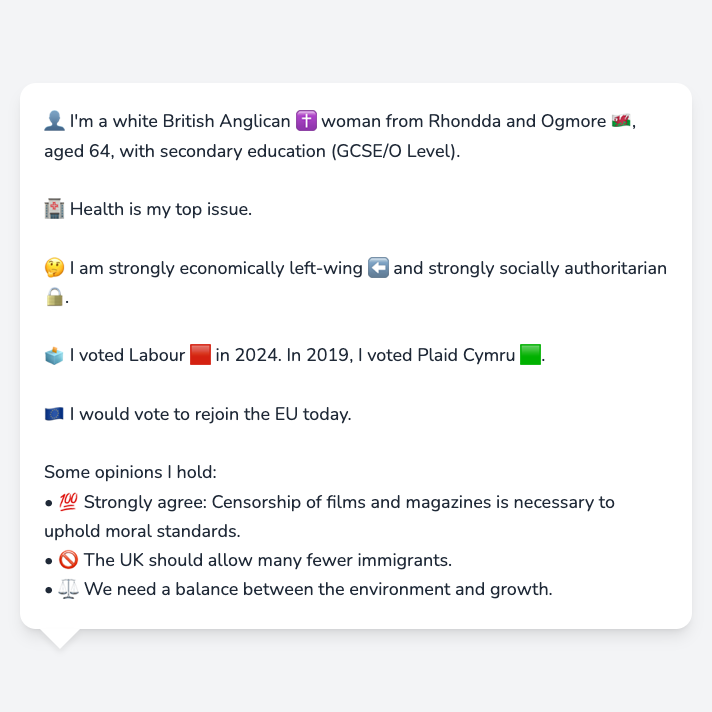 👤 I'm a white British Anglican ✝️ woman from Rhondda and Ogmore 🏴󠁧󠁢󠁷󠁬󠁳󠁿,
aged 64, with secondary education (GCSE/O Level).
🏥 Health is my top issue.
🤔 I am strongly economically left-wing ⬅️ and strongly socially authoritarian
🔒.
🗳️ I voted Labour 🟥 in 2024. In 2019, I voted Plaid Cymru 🟩.
🇪🇺 I would vote to rejoin the EU today.
Some opinions I hold:
• 💯 Strongly agree: Censorship of films and magazines is necessary to
uphold moral standards.
• 🚫 The UK should allow many fewer immigrants.
• ⚖️ We need a balance between the environment and growth.